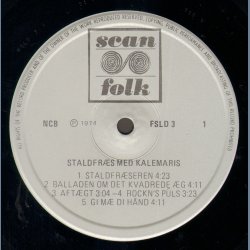 scan
folk
NCB
℗ 1974
FSLD 3
1
STALDFRÆS MED KALEMARIS
1 STALDFRÆSEREN 4:23
2 BALLADEN OM DET KVADREDE ÆG 4:11
3 AFTÆGT 3:04 -4 ROCKN'S PULS 3:23
5 GI MÆ DI HÅND 4:11